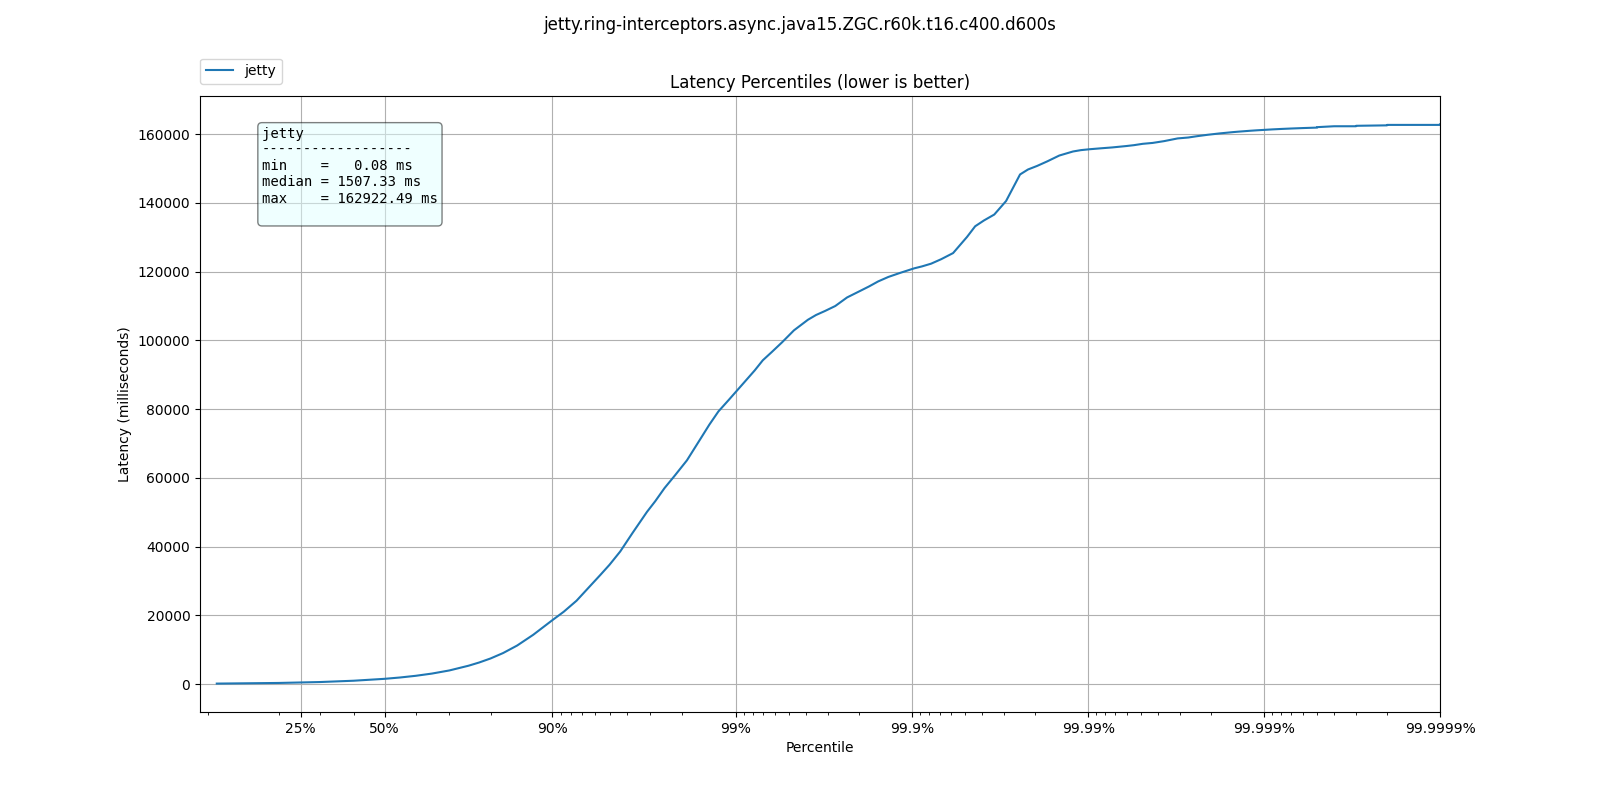 jetty.ring-interceptors.async.java15.ZGC.r60k.t16.c400.d600s
jetty
Latency Percentiles (lower is better)
jetty
------------------
min    =   0.08 ms
median = 1507.33 ms
max    = 162922.49 ms
160000
140000
120000
100000
80000
60000
40000
20000
0
Latency (milliseconds)
25% 50% 90% 99% 99.9% 99.99% 99.999% 99.9999%
Percentile